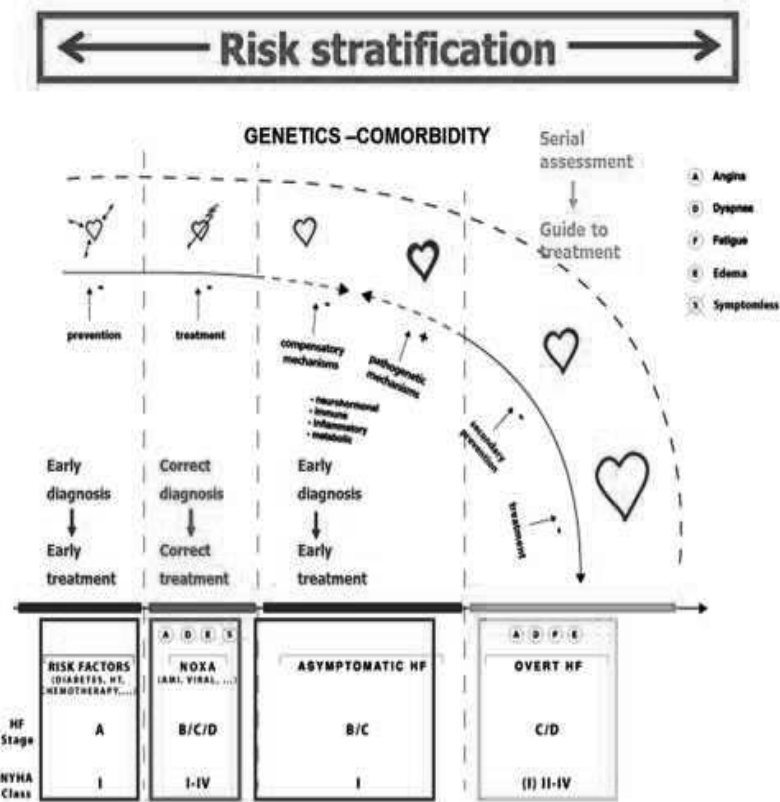 Risk stratification
GENETICS –COMORBIDITY
Serial
assessment
Guide to
treatment
A Angina
D Dyspnea
F Fatigue
E Edema
S Symptomless
prevention
treatment
compensatory
mechanisms
pathogenetic
mechanisms
• neurohormonal
• immune
• inflammatory
• metabolic
secondary
prevention
treatment
Early
diagnosis
Early
treatment
Correct
diagnosis
Correct
treatment
Early
diagnosis
Early
treatment
A D E S
A D F E
RISK FACTORS
(DIABETES, HT,
CHEMOTHERAPY,...)
NOXA
(AMI, VIRAL, ...)
ASYMPTOMATIC HF
OVERT HF
HF
Stage
A
B/C/D
B/C
C/D
NYHA
Class
I
I-IV
I
(I) II-IV